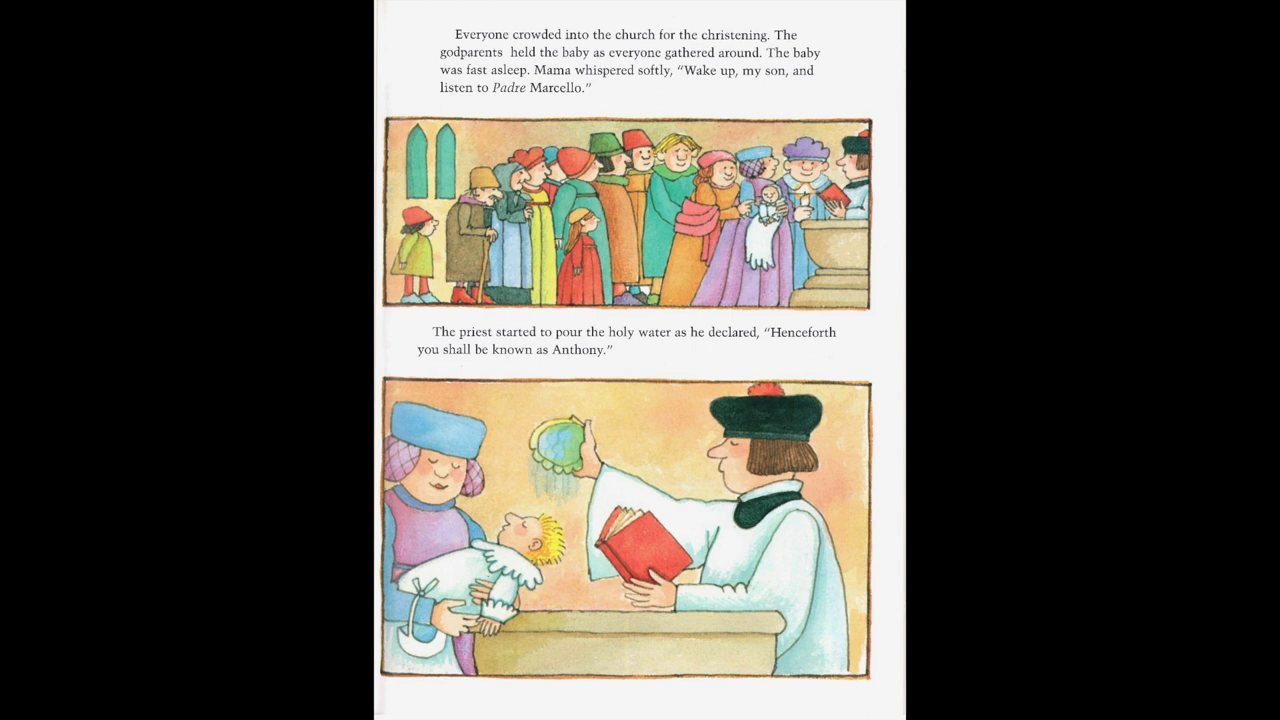 Everyone crowded into the church for the christening. The
godparents held the baby as everyone gathered around. The baby
was fast asleep. Mama whispered softly, “Wake up, my son, and
listen to Padre Marcello.”
The priest started to pour the holy water as he declared, “Henceforth
you shall be known as Anthony.”